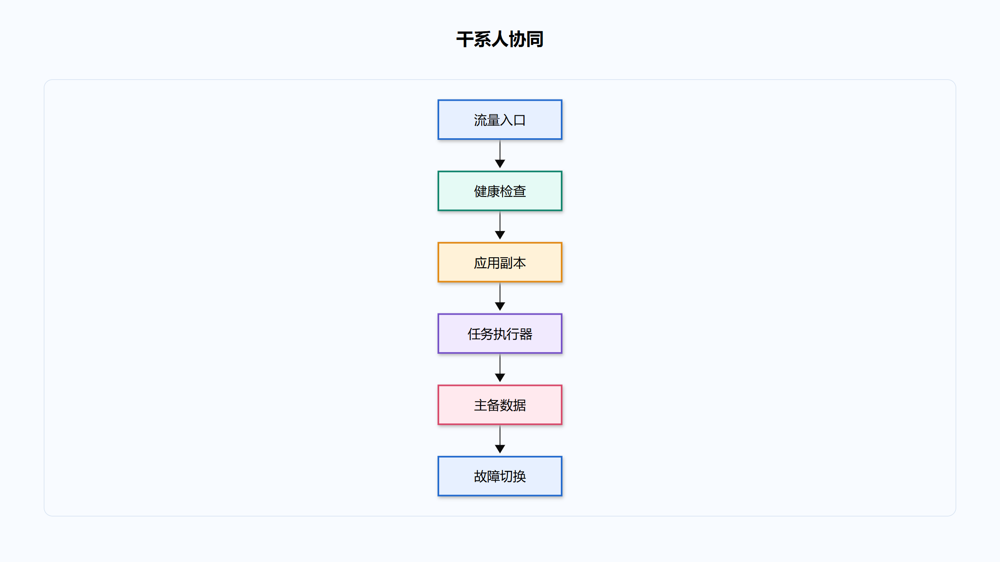 干系人协同
流量入口
健康检查
应用副本
任务执行器
主备数据
故障切换